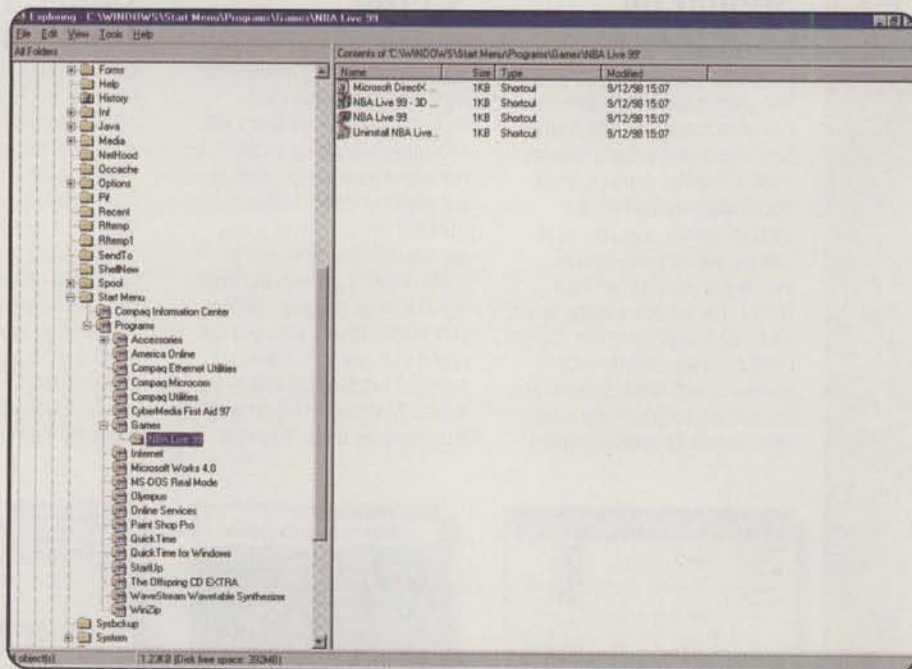 Exploring - C:\WINDOWS\Start Menu\Programs\Games\NBA Live 99
File Edit View Tools Help
All Folders
Contents of 'C:\WINDOWS\Start Menu\Programs\Games\NBA Live 99'
Name Size Type Modified
Microsoft DirectX ... 1KB Shortcut 9/12/98 15:07
NBA Live 99 - 3D ... 1KB Shortcut 9/12/98 15:07
NBA Live 99 1KB Shortcut 9/12/98 15:07
Uninstall NBA Live... 1KB Shortcut 9/12/98 15:07
Forms
Help
History
Inf
Java
Media
NetHood
Occache
Options
Pif
Recent
Rltemp
Rltemp1
SendTo
ShellNew
Spool
Start Menu
Compaq Information Center
Programs
Accessories
America Online
Compaq Ethernet Utilities
Compaq Microcom
Compaq Utilities
CyberMedia First Aid 97
Games
NBA Live 99
Internet
Microsoft Works 4.0
MS-DOS Real Mode
Olympus
Online Services
Paint Shop Pro
QuickTime
QuickTime for Windows
StartUp
The Offspring CD EXTRA
WaveStream Wavetable Synthesizer
WinZip
Sysbckup
System
object(s) 1.23KB (Disk free space: 392MB)